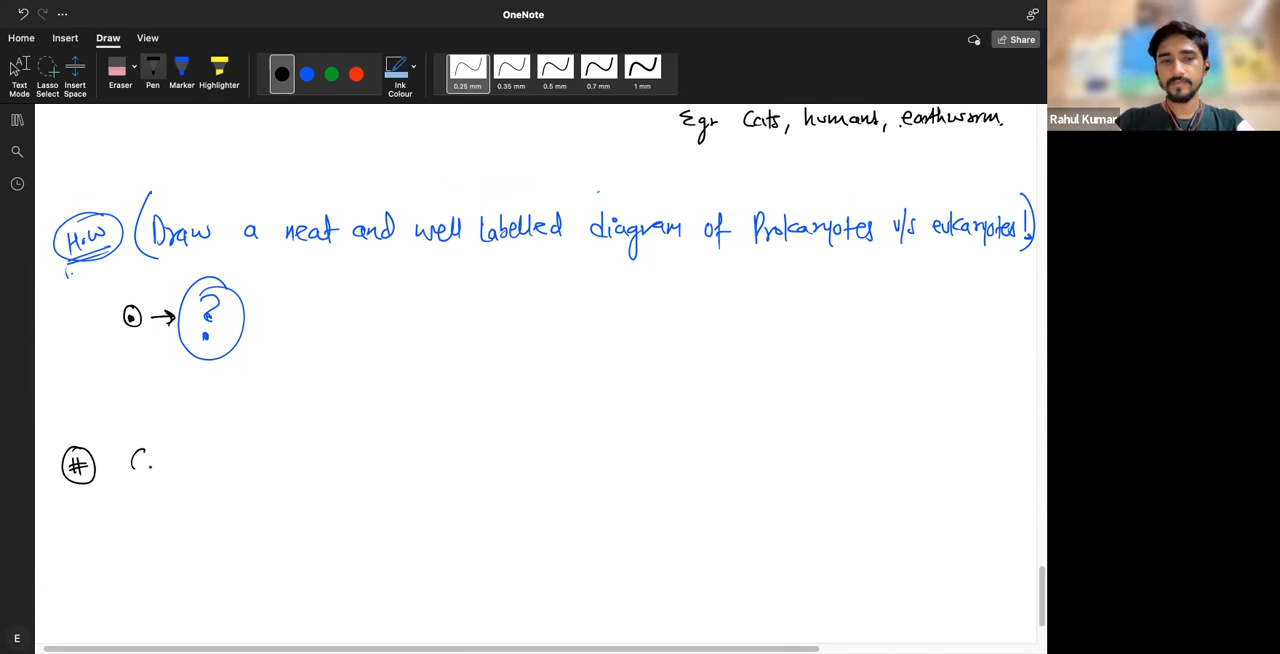 OneNote
Home Insert Draw View
Share
Text Mode Lasso Select Insert Space Eraser Pen Marker Highlighter Ink Colour 0.25 mm 0.35 mm 0.5 mm 0.7 mm 1 mm
Rahul Kumar
Egr Cats, humans, earthworm.
H.W (Draw a neat and well labelled diagram of Prokaryotes v/s eukaryotes!)
→ ?
# C.
E